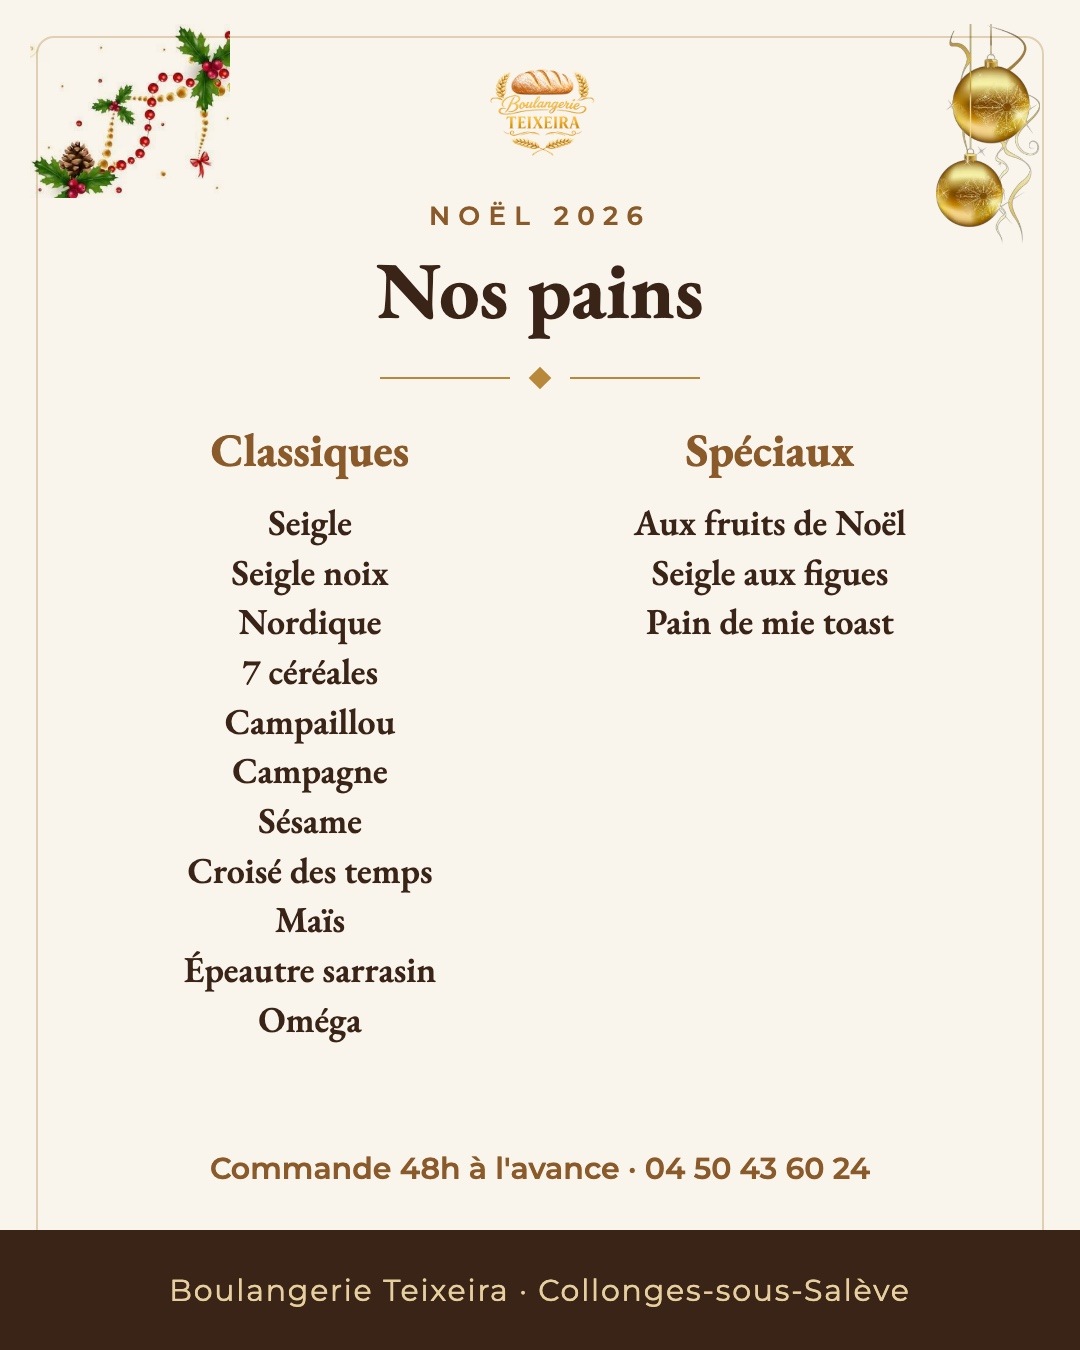 Boulangerie
TEIXEIRA
NOËL 2026
Nos pains
Classiques
Seigle
Seigle noix
Nordique
7 céréales
Campaillou
Campagne
Sésame
Croisé des temps
Maïs
Épeautre sarrasin
Oméga
Spéciaux
Aux fruits de Noël
Seigle aux figues
Pain de mie toast
Commande 48h à l'avance · 04 50 43 60 24
Boulangerie Teixeira · Collonges-sous-Salève